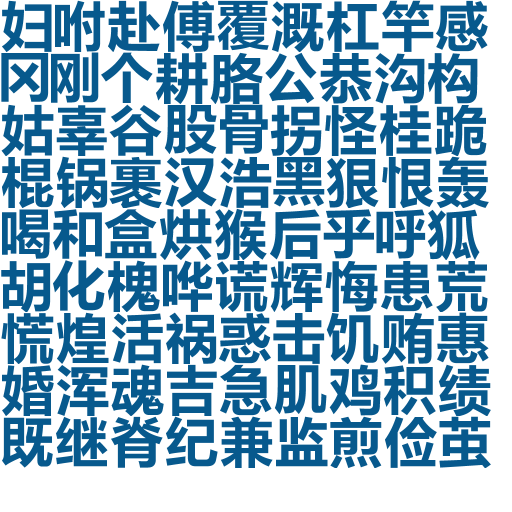 妇咐赴傅覆溉杠竿感
冈刚个耕胳公恭沟构
姑辜谷股骨拐怪桂跪
棍锅裹汉浩黑狠恨轰
喝和盒烘猴后乎呼狐
胡化槐哗谎辉悔患荒
慌煌活祸惑击饥贿惠
婚浑魂吉急肌鸡积绩
既继脊纪兼监煎俭茧